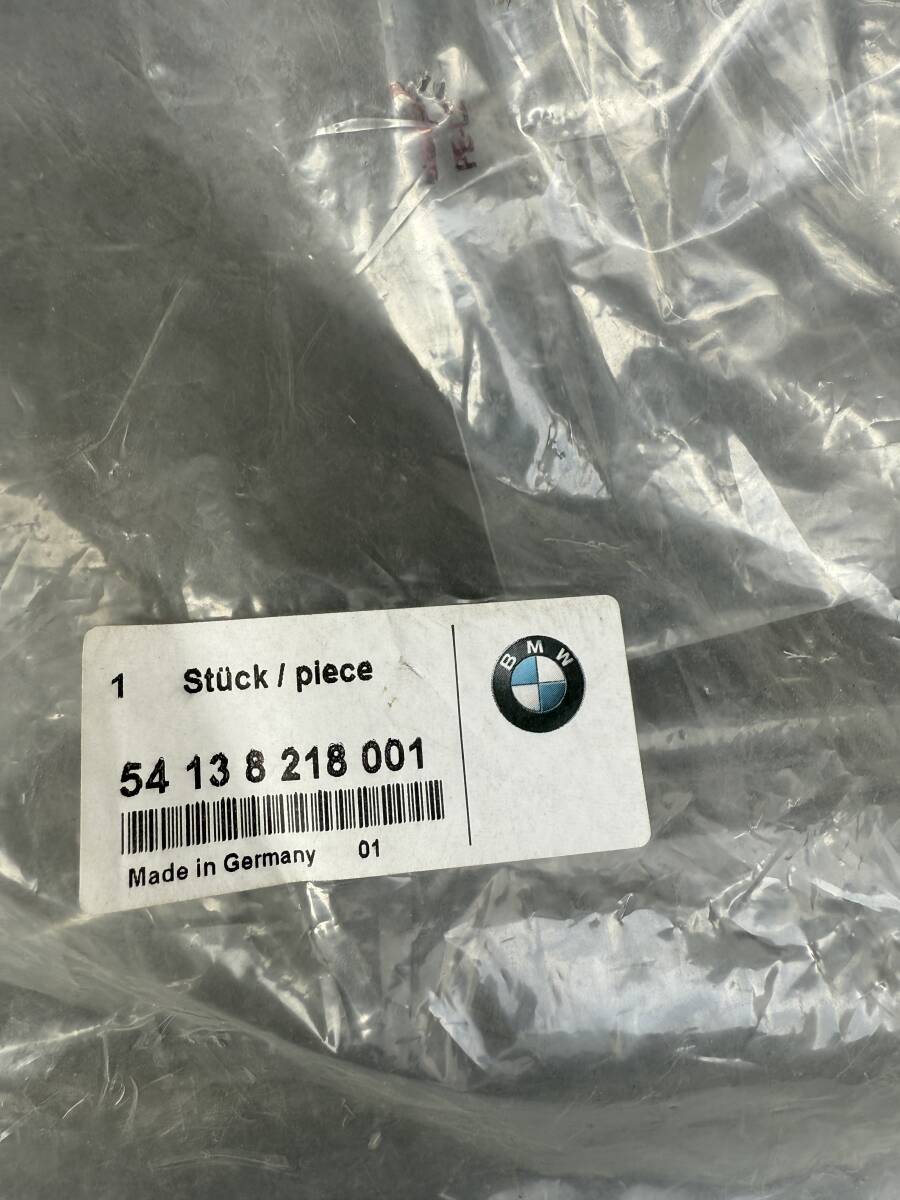 1 Stück / piece
54 13 8 218 001
Made in Germany 01
BMW